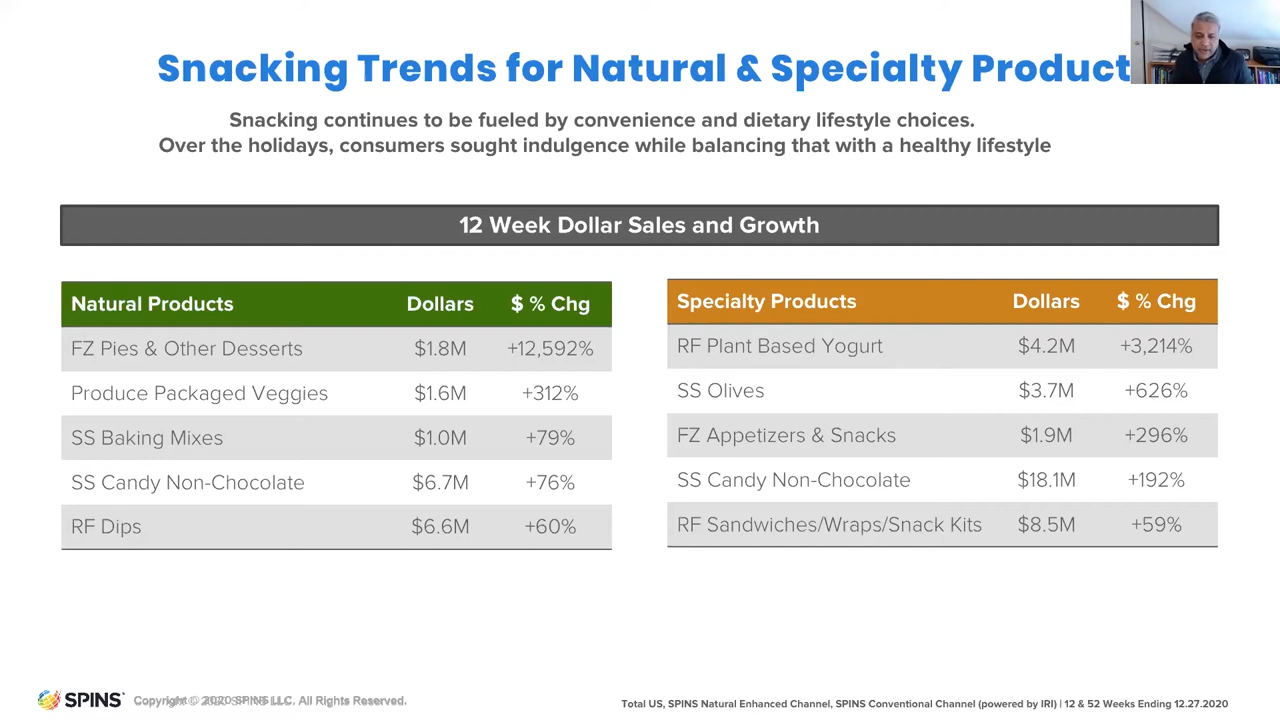 Snacking Trends for Natural & Specialty Product
Snacking continues to be fueled by convenience and dietary lifestyle choices.
Over the holidays, consumers sought indulgence while balancing that with a healthy lifestyle
12 Week Dollar Sales and Growth
Natural Products Dollars $ % Chg
FZ Pies & Other Desserts $1.8M +12,592%
Produce Packaged Veggies $1.6M +312%
SS Baking Mixes $1.0M +79%
SS Candy Non-Chocolate $6.7M +76%
RF Dips $6.6M +60%
Specialty Products Dollars $ % Chg
RF Plant Based Yogurt $4.2M +3,214%
SS Olives $3.7M +626%
FZ Appetizers & Snacks $1.9M +296%
SS Candy Non-Chocolate $18.1M +192%
RF Sandwiches/Wraps/Snack Kits $8.5M +59%
SPINS
Copyright © 2020 SPINS LLC. All Rights Reserved.
Total US, SPINS Natural Enhanced Channel, SPINS Conventional Channel (powered by IRI) | 12 & 52 Weeks Ending 12.27.2020